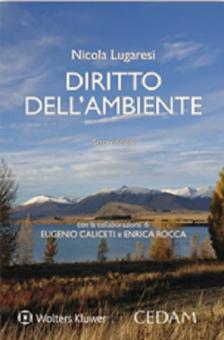 Nicola Lugaresi
DIRITTO
DELL'AMBIENTE
con la collaborazione di
EUGENIO CALICETI e ENRICA ROCCA
Wolters Kluwer
CEDAM